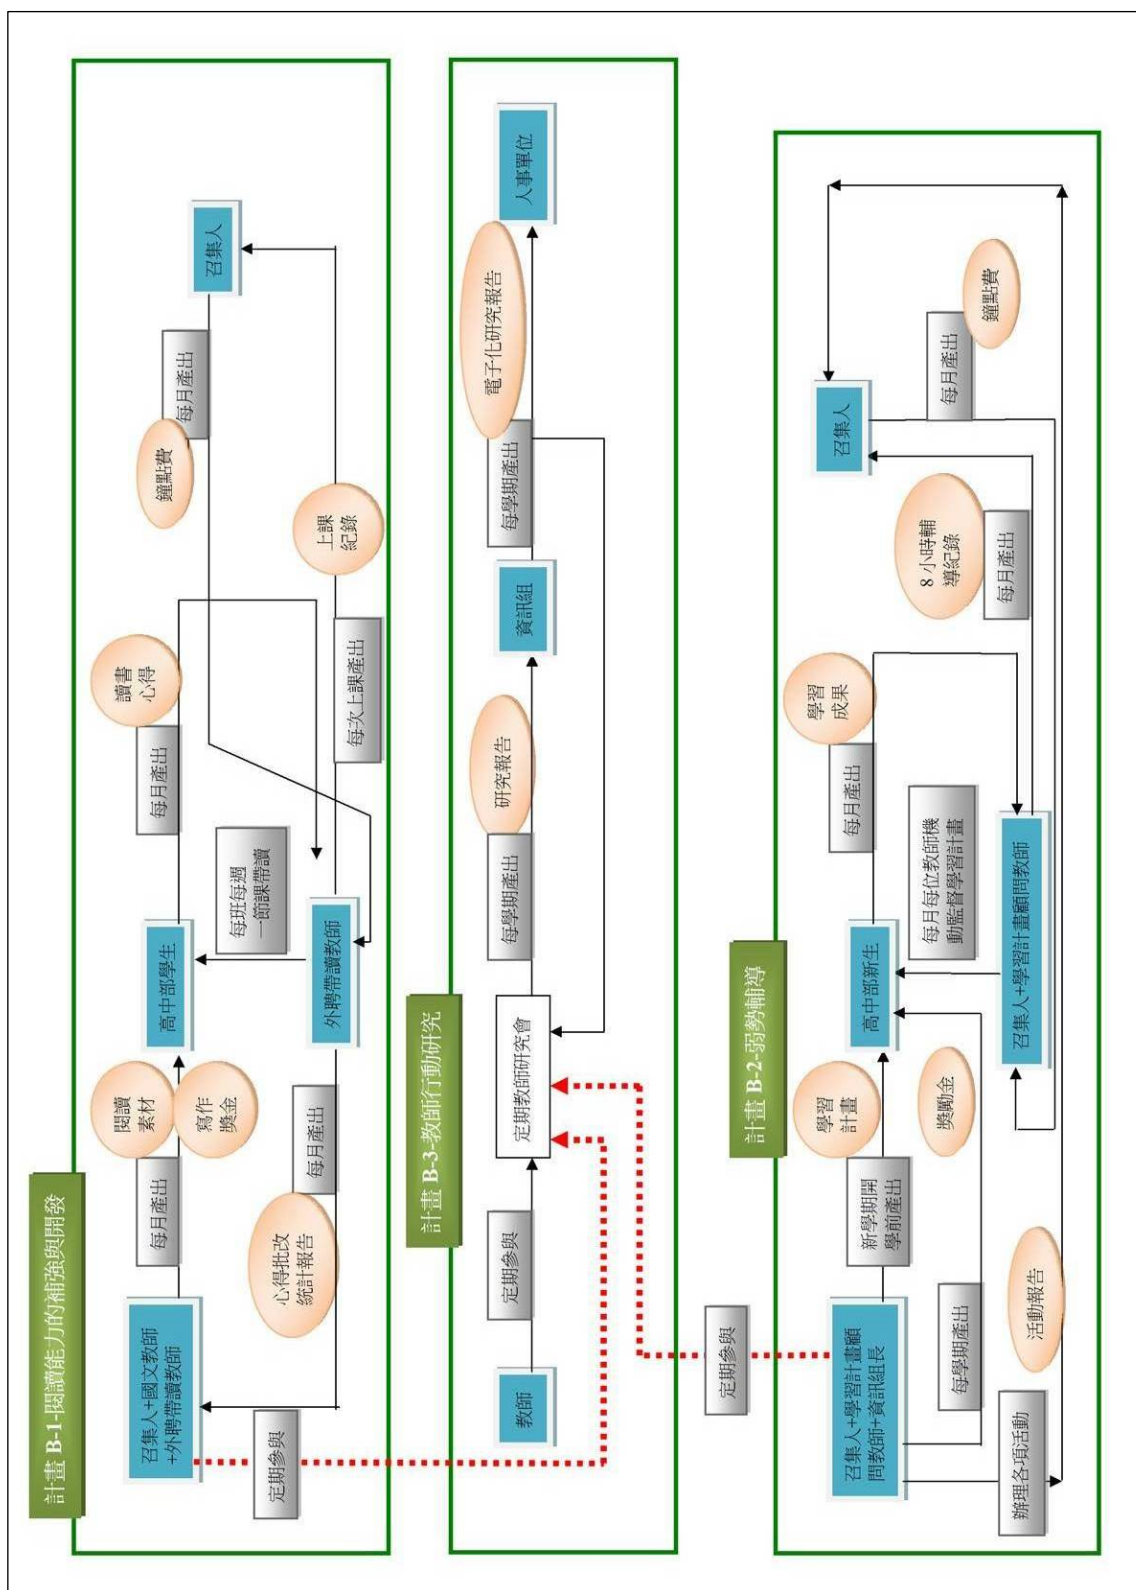 計畫 B-1-閱讀能力的補強與開發
召集人+國文教師
+外聘帶讀教師
每月產出
閱讀
素材
寫作
獎金
高中部學生
每月產出
讀書
心得
每班每週
一節課帶讀
外聘帶讀教師
每次上課產出
上課
紀錄
召集人
每月產出
鐘點費
每月產出
心得批改
統計報告
定期參與
計畫 B-3-教師行動研究
教師
定期參與
定期教師研究會
每學期產出
研究報告
資訊組
每學期產出
電子化研究報告
人事單位
定期參與
計畫 B-2-弱勢輔導
召集人+學習計畫顧
問教師+資訊組長
新學期開
學前產出
學習
計畫
高中部新生
每月產出
學習
成果
每月每位教師機
動監督學習計畫
每學期產出
獎勵金
召集人+學習計畫顧問教師
8 小時輔
導紀錄
每月產出
召集人
每月產出
鐘點費
辦理各項活動
活動報告